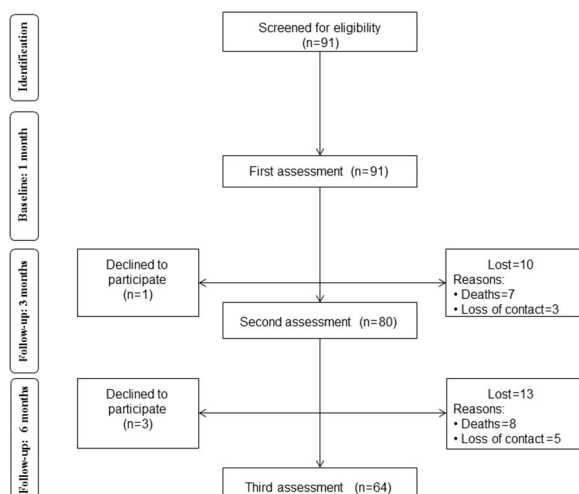 Identification
Screened for eligibility
(n=91)
Baseline: 1 month
First assessment (n=91)
Follow-up: 3 months
Declined to
participate
(n=1)
Lost=10
Reasons:
• Deaths=7
• Loss of contact=3
Second assessment (n=80)
Follow-up: 6 months
Declined to
participate
(n=3)
Lost=13
Reasons:
• Deaths=8
• Loss of contact=5
Third assessment (n=64)